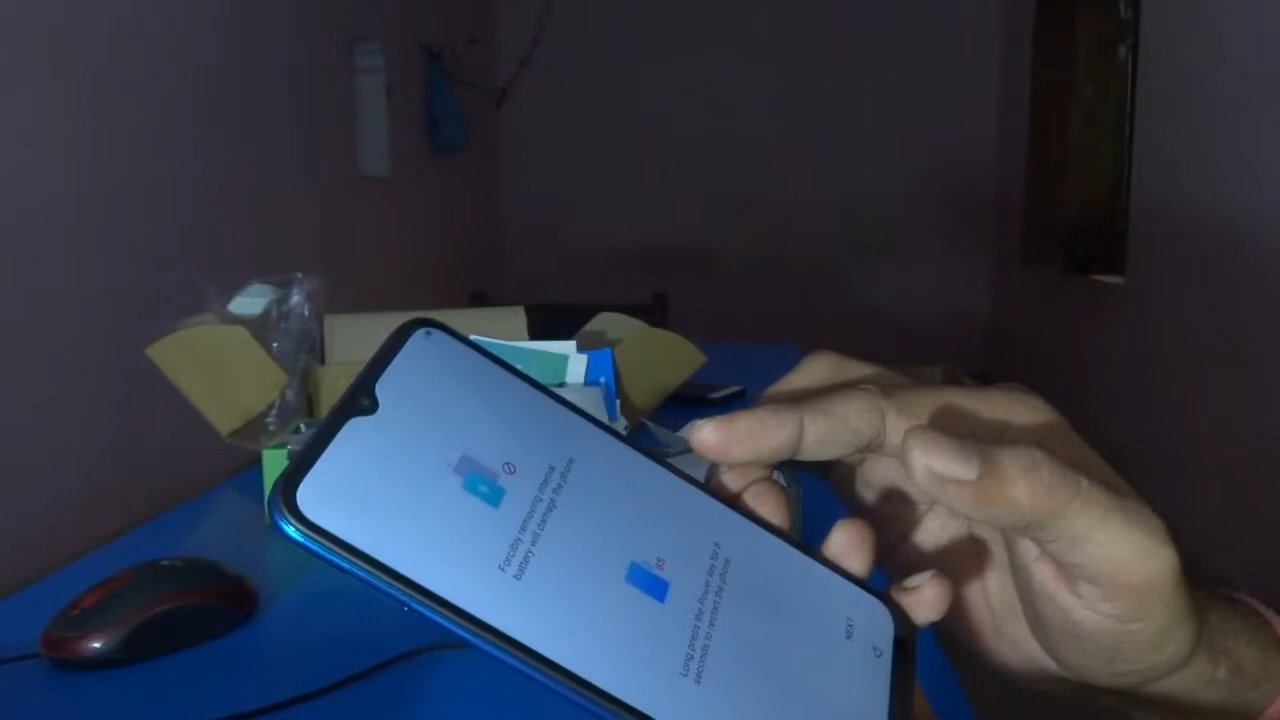 Forcibly removing internal
battery will damage the phone.
8S
Long press the Power key for 8
seconds to restart the phone.
NEXT